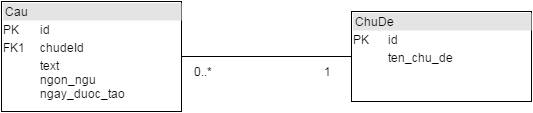 Cau
PK id
FK1 chudeId
text
ngon_ngu
ngay_duoc_tao
0..*
1
ChuDe
PK id
ten_chu_de